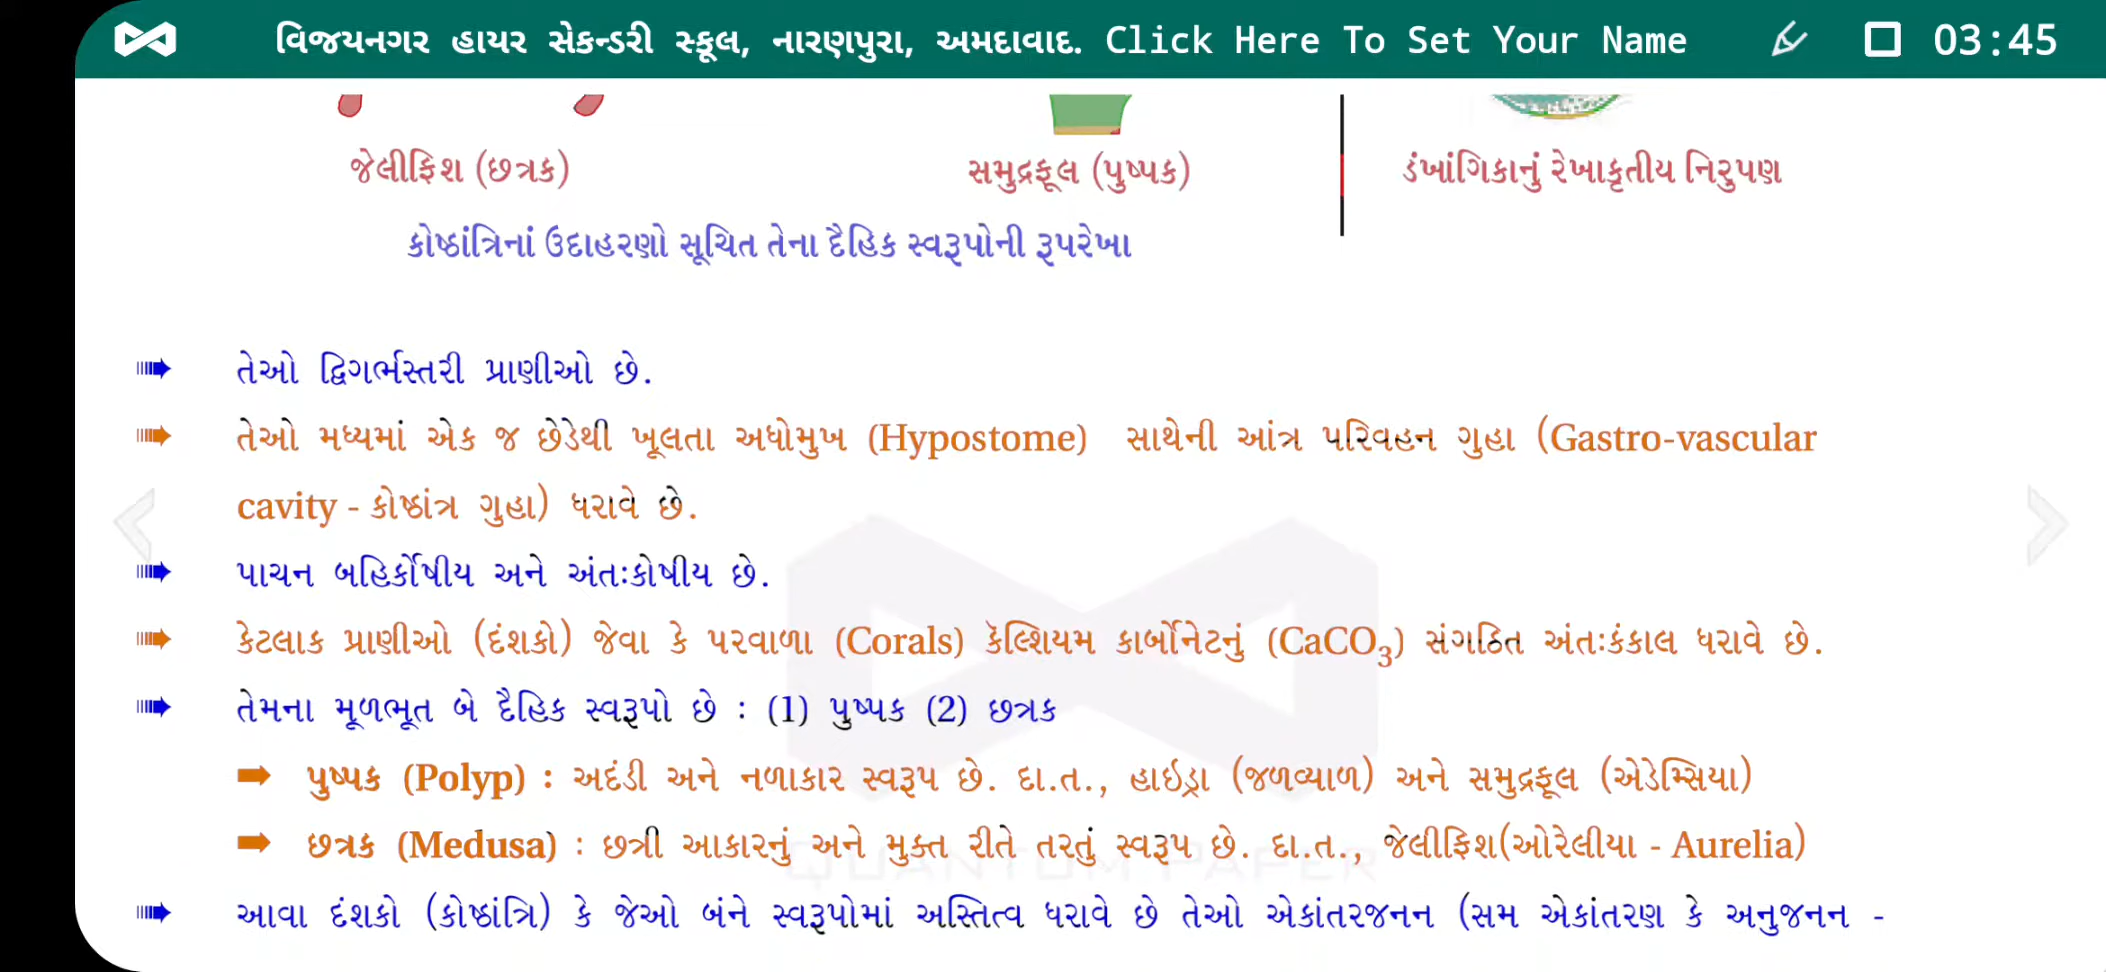 વિજયનગર હાયર સેકન્ડરી સ્કૂલ, નારણપુરા, અમદાવાદ. Click Here To Set Your Name 03:45
જેલીફિશ (છત્રક) સમુદ્રફૂલ (પુષ્પક) ડંખાંગિકાનું રેખાકૃતીય નિરુપણ
કોષ્ઠાંત્રિનાં ઉદાહરણો સૂચિત તેના દૈહિક સ્વરૂપોની રૂપરેખા
તેઓ દ્વિગર્ભસ્તરી પ્રાણીઓ છે.
તેઓ મધ્યમાં એક જ છેડેથી ખૂલતા અધોમુખ (Hypostome) સાથેની આંત્ર પરિવહન ગુહા (Gastro-vascular
cavity - કોષ્ઠાંત્ર ગુહા) ધરાવે છે.
પાચન બહિર્કોષીય અને અંતઃકોષીય છે.
કેટલાક પ્રાણીઓ (દંશકો) જેવા કે પરવાળા (Corals) કૅલ્શિયમ કાર્બોનેટનું (CaCO₃) સંગઠિત અંતઃકંકાલ ધરાવે છે.
તેમના મૂળભૂત બે દૈહિક સ્વરૂપો છે : (1) પુષ્પક (2) છત્રક
પુષ્પક (Polyp) : અદંડી અને નળાકાર સ્વરૂપ છે. દા.ત., હાઇડ્રા (જળવ્યાળ) અને સમુદ્રફૂલ (એડેમ્સિયા)
છત્રક (Medusa) : છત્રી આકારનું અને મુક્ત રીતે તરતું સ્વરૂપ છે. દા.ત., જેલીફિશ(ઓરેલીયા - Aurelia)
QUANTUM PAPER
આવા દંશકો (કોષ્ઠાંત્રિ) કે જેઓ બંને સ્વરૂપોમાં અસ્તિત્વ ધરાવે છે તેઓ એકાંતરજનન (સમ એકાંતરણ કે અનુજનન -